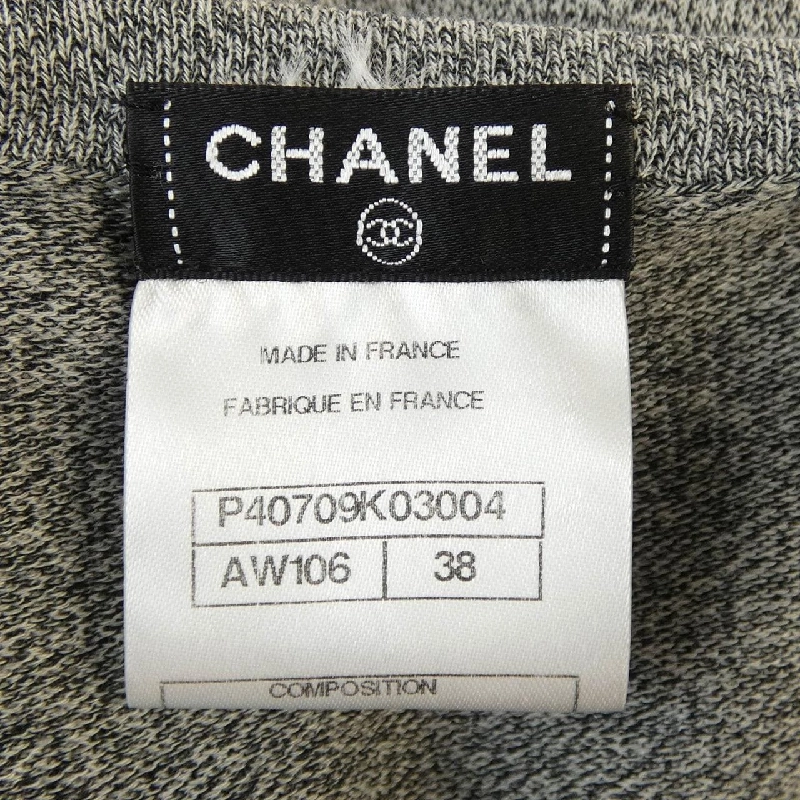 CHANEL
MADE IN FRANCE
FABRIQUE EN FRANCE
P40709K03004
AW106 38
COMPOSITION